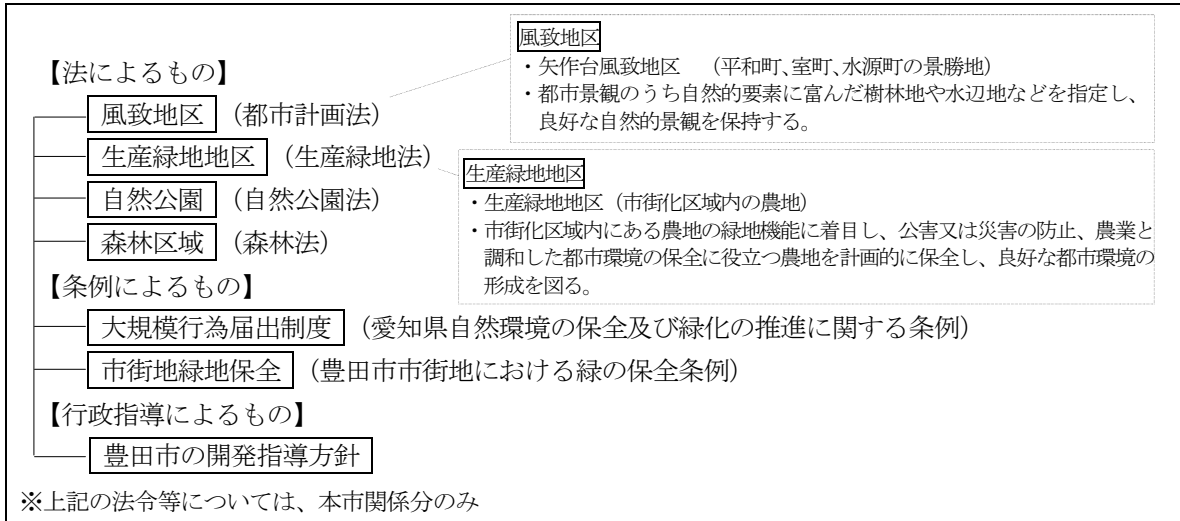 【法によるもの】
風致地区 (都市計画法)
生産緑地地区 (生産緑地法)
自然公園 (自然公園法)
森林区域 (森林法)
【条例によるもの】
大規模行為届出制度 (愛知県自然環境の保全及び緑化の推進に関する条例)
市街地緑地保全 (豊田市市街地における緑の保全条例)
【行政指導によるもの】
豊田市の開発指導方針
※上記の法令等については、本市関係分のみ
風致地区
・矢作台風致地区 (平和町、室町、水源町の景勝地)
・都市景観のうち自然的要素に富んだ樹林地や水辺地などを指定し、
良好な自然的景観を保持する。
生産緑地地区
・生産緑地地区(市街化区域内の農地)
・市街化区域内にある農地の緑地機能に着目し、公害又は災害の防止、農業と
調和した都市環境の保全に役立つ農地を計画的に保全し、良好な都市環境の
形成を図る。